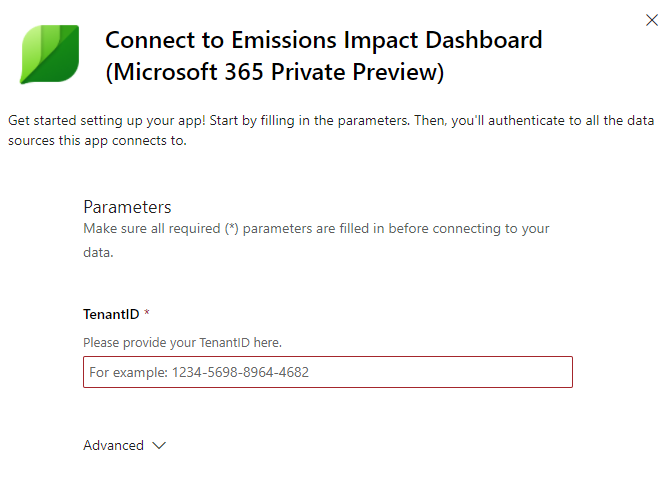 Connect to Emissions Impact Dashboard
(Microsoft 365 Private Preview)
Get started setting up your app! Start by filling in the parameters. Then, you'll authenticate to all the data
sources this app connects to.
Parameters
Make sure all required (*) parameters are filled in before connecting to your
data.
TenantID *
Please provide your TenantID here.
For example: 1234-5698-8964-4682
Advanced